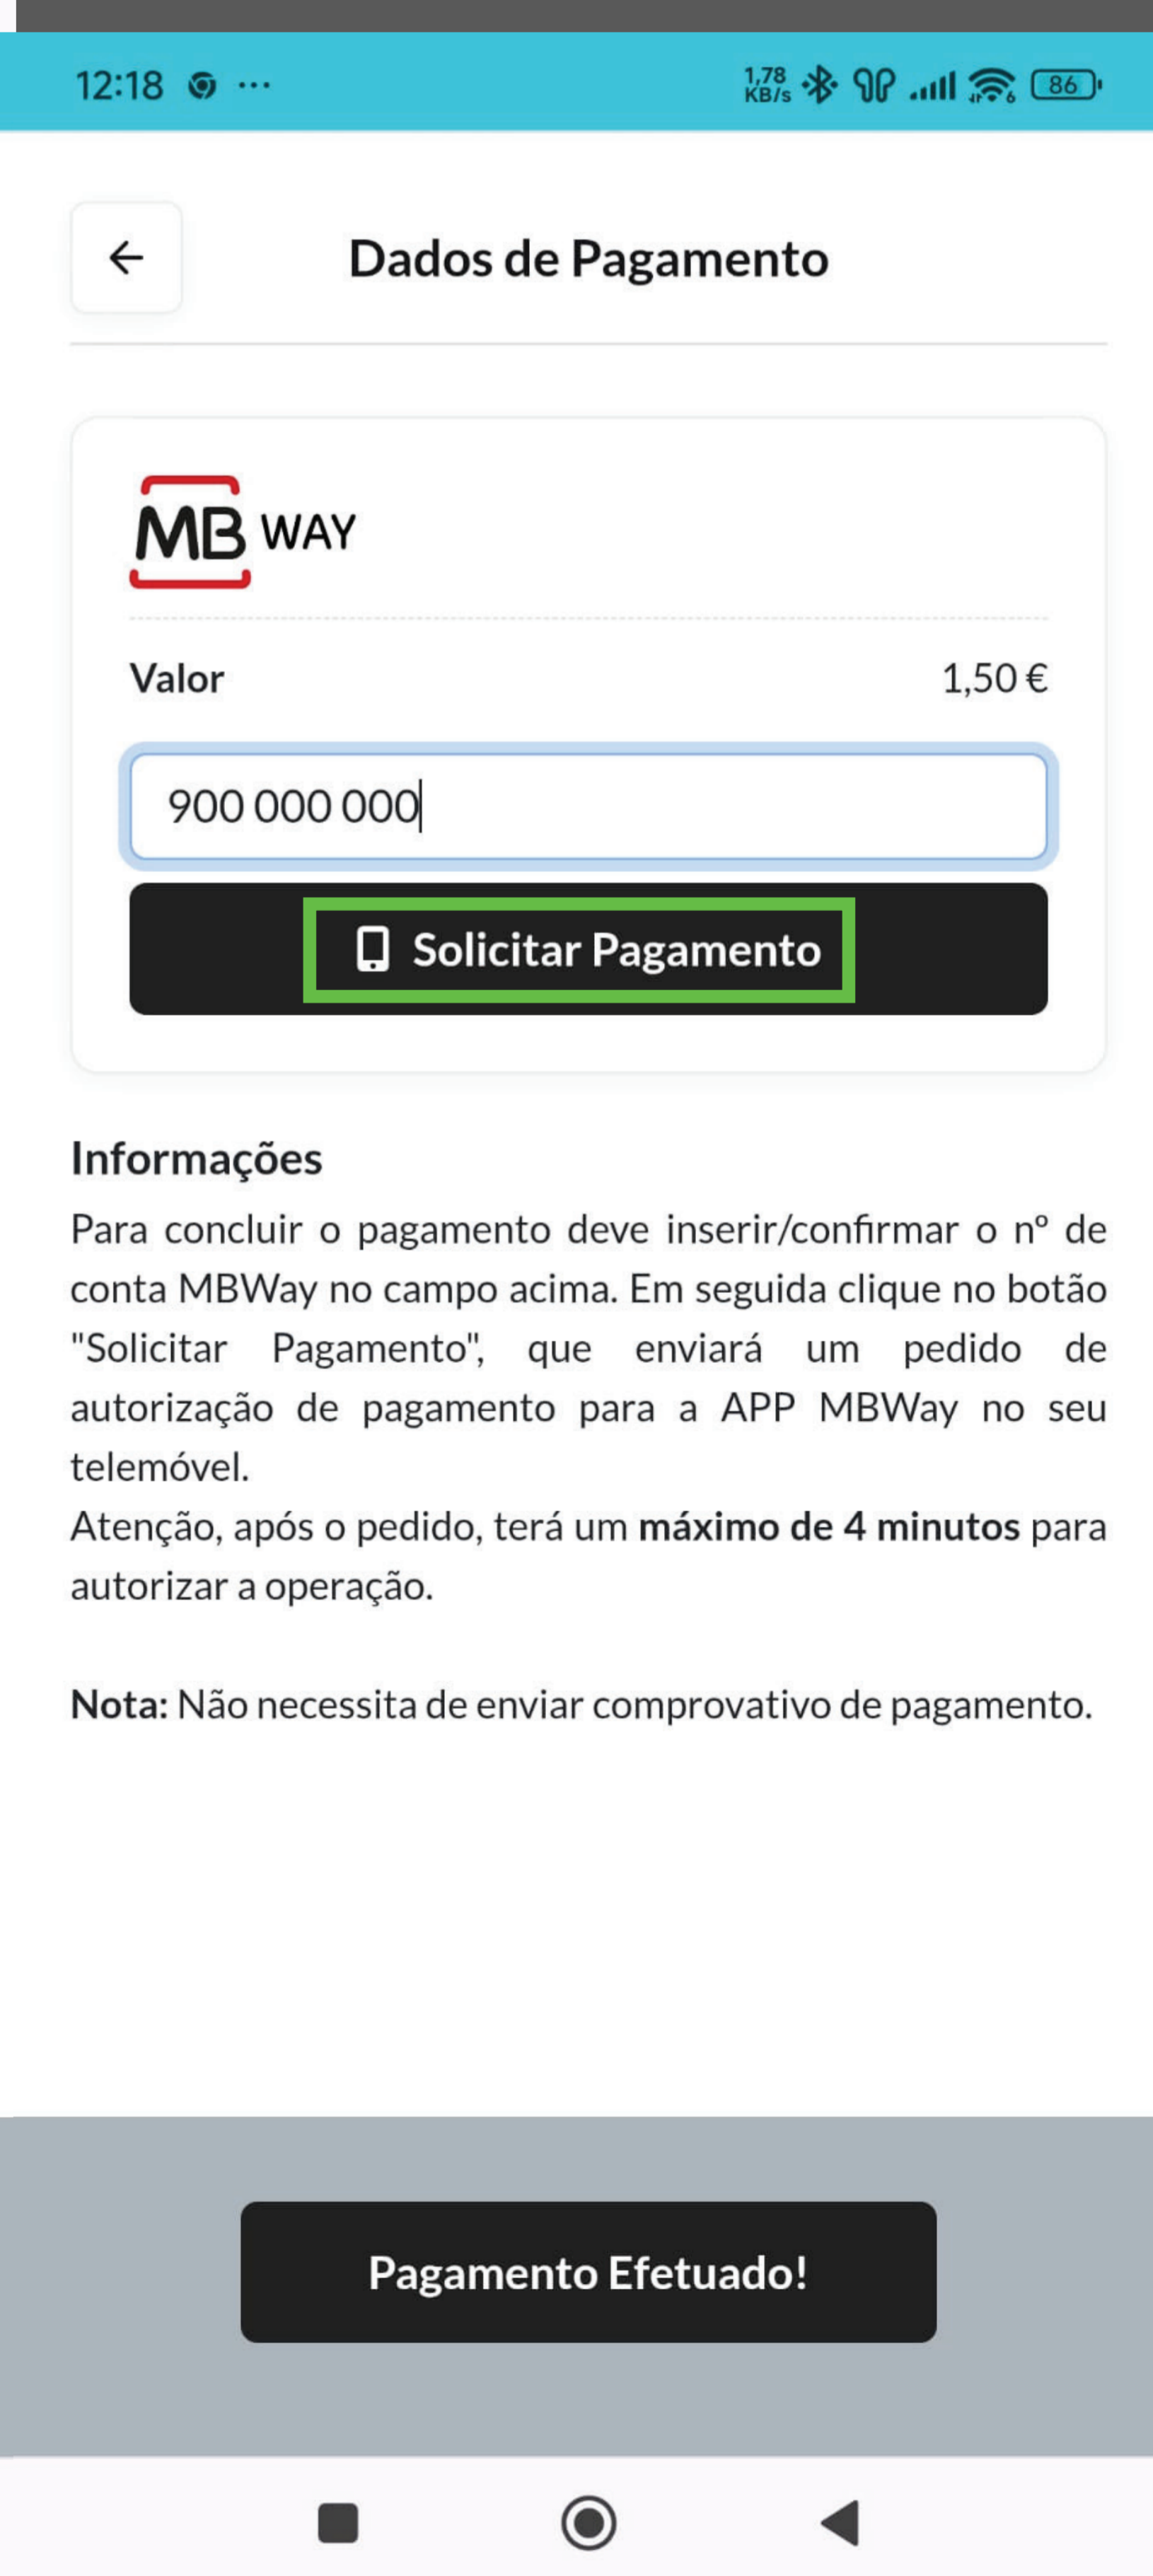 12:18 ...
1,78 KB/s 6 86
Dados de Pagamento
MB WAY
Valor 1,50 €
900 000 000
Solicitar Pagamento
Informações
Para concluir o pagamento deve inserir/confirmar o nº de
conta MBWay no campo acima. Em seguida clique no botão
"Solicitar Pagamento", que enviará um pedido de
autorização de pagamento para a APP MBWay no seu
telemóvel.
Atenção, após o pedido, terá um máximo de 4 minutos para
autorizar a operação.
Nota: Não necessita de enviar comprovativo de pagamento.
Pagamento Efetuado!